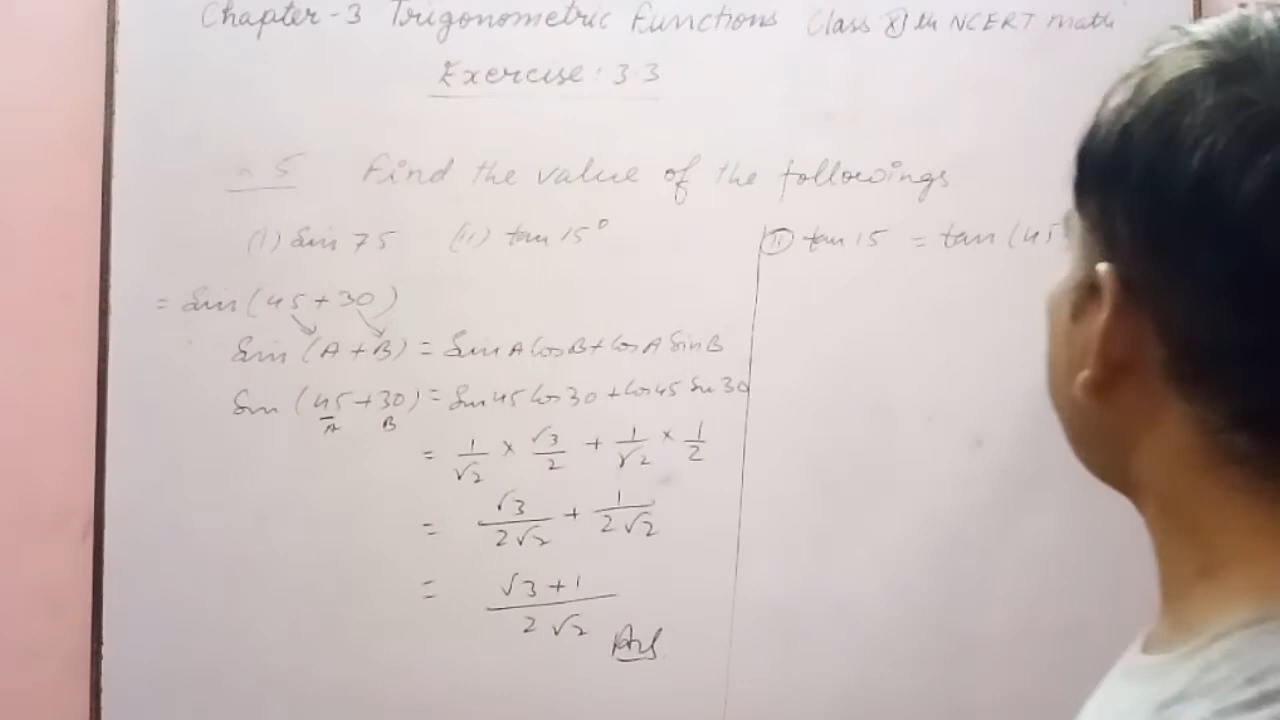 Chapter-3 Trigonometric Functions Class XIth NCERT math
Exercise: 3.3
5 Find the value of the followings
(i) Sin 75 (ii) tan 15°
= Sin (45 + 30)
Sin (A + B) = Sin A Cos B + Cos A Sin B
Sin (45 + 30) = Sin 45 Cos 30 + Cos 45 Sin 30
A B
= 1/√2 × √3/2 + 1/√2 × 1/2
= √3/2√2 + 1/2√2
= √3 + 1/2√2 Ans
(ii) tan 15 = tan (45